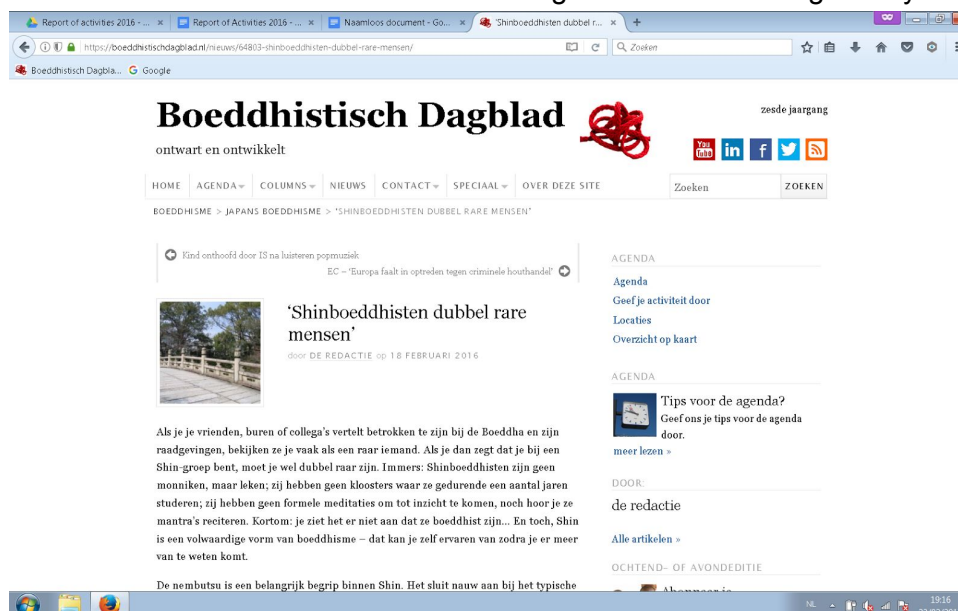 Report of activities 2016 - ...
Report of Activities 2016 - ...
Naamloos document - Go...
'Shinboeddhisten dubbel r...
https://boeddhistischdagblad.nl/nieuws/64803-shinboeddhisten-dubbel-rare-mensen/
Zoeken
Boeddhistisch Dagbla...
Google
Boeddhistisch Dagblad
zesde jaargang
ontwart en ontwikkelt
You Tube in f
HOME AGENDA COLUMNS NIEUWS CONTACT SPECIAAL OVER DEZE SITE
Zoeken ZOEKEN
BOEDDHISME > JAPANS BOEDDHISME > 'SHINBOEDDHISTEN DUBBEL RARE MENSEN'
Kind onthoofd door IS na luisteren popmuziek
EC – 'Europa faalt in optreden tegen criminele houthandel'
'Shinboeddhisten dubbel rare
mensen'
door DE REDACTIE op 18 FEBRUARI 2016
Als je je vrienden, buren of collega's vertelt betrokken te zijn bij de Boeddha en zijn
raadgevingen, bekijken ze je vaak als een raar iemand. Als je dan zegt dat je bij een
Shin-groep bent, moet je wel dubbel raar zijn. Immers: Shinboeddhisten zijn geen
monniken, maar leken; zij hebben geen kloosters waar ze gedurende een aantal jaren
studeren; zij hebben geen formele meditaties om tot inzicht te komen, noch hoor je ze
mantra's reciteren. Kortom: je ziet het er niet aan dat ze boeddhist zijn... En toch, Shin
is een volwaardige vorm van boeddhisme – dat kan je zelf ervaren van zodra je er meer
van te weten komt.
De nembutsu is een belangrijk begrip binnen Shin. Het sluit nauw aan bij het typische
AGENDA
Agenda
Geef je activiteit door
Locaties
Overzicht op kaart
AGENDA
Tips voor de agenda?
Geef ons je tips voor de agenda
door.
meer lezen »
DOOR:
de redactie
Alle artikelen »
OCHTEND- OF AVONDEDITIE
NL
19:16